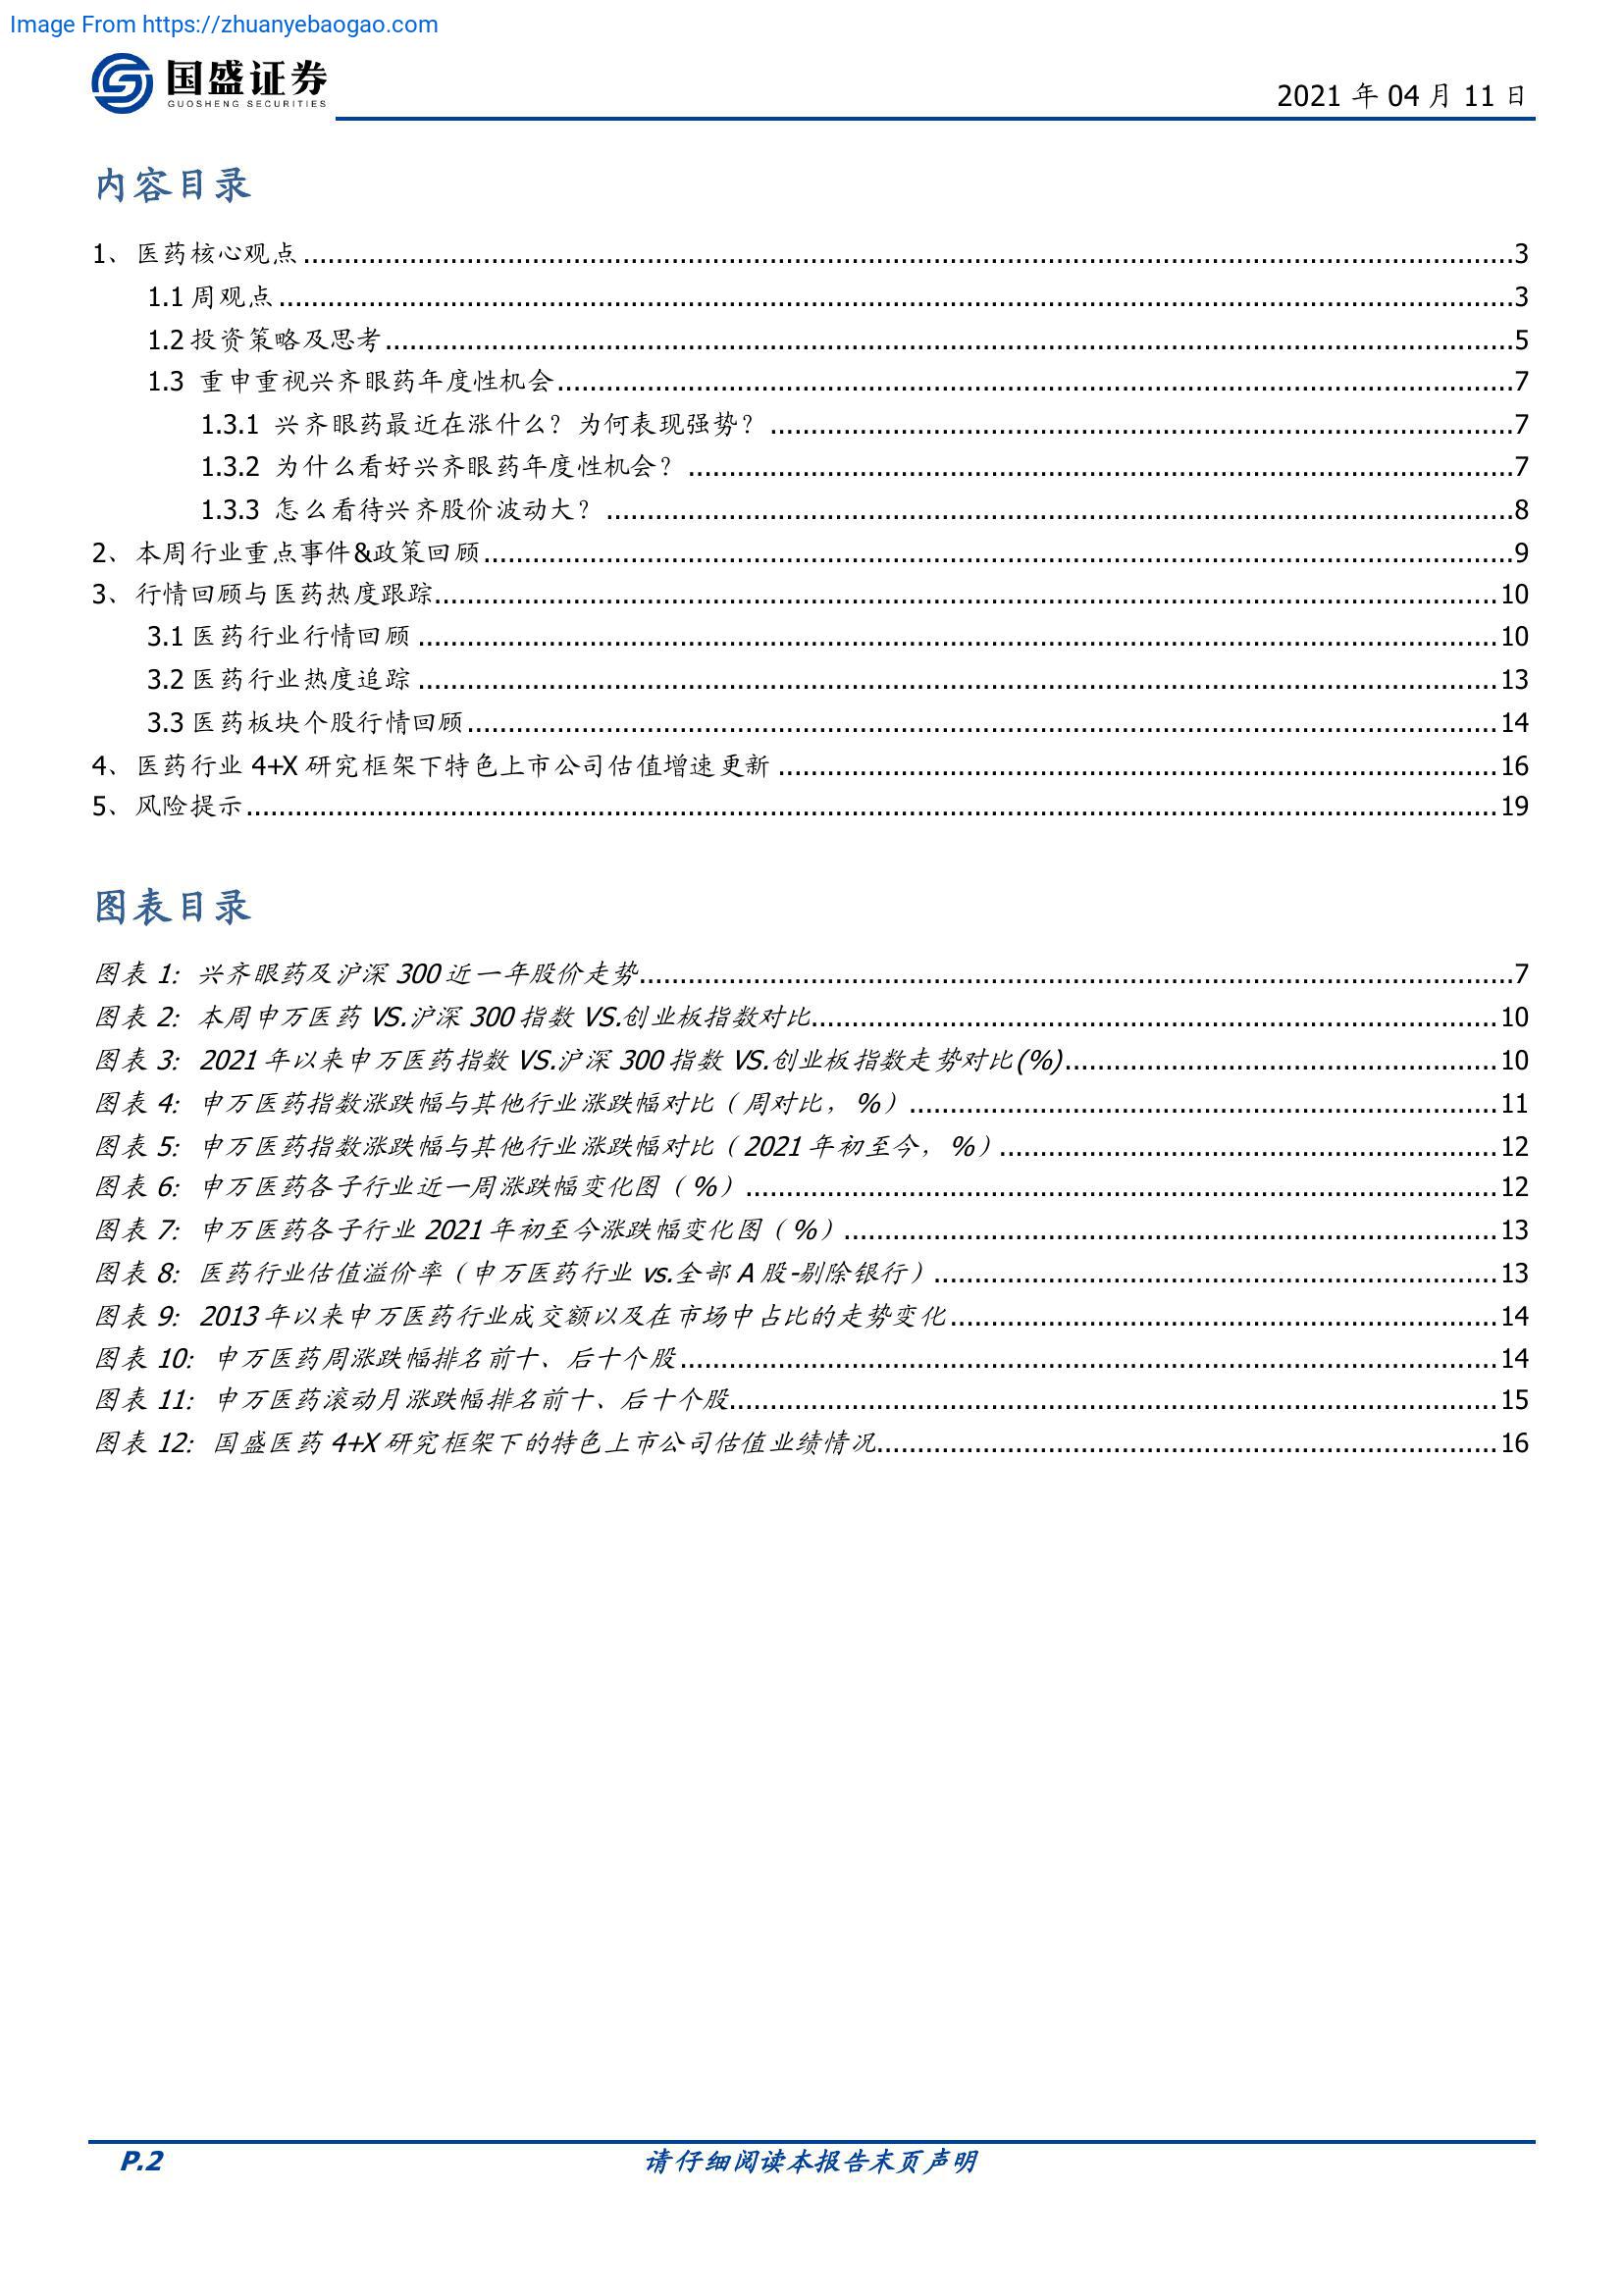 Image From https://zhuanyebaogao.com
国盛证券
GUOSHENG SECURITIES
2021 年 04 月 11 日
内容目录
1、医药核心观点 ........ 3
1.1 周观点 ........ 3
1.2 投资策略及思考 ........ 5
1.3 重申重视兴齐眼药年度性机会 ........ 7
1.3.1 兴齐眼药最近在涨什么？为何表现强势？ ........ 7
1.3.2 为什么看好兴齐眼药年度性机会？ ........ 7
1.3.3 怎么看待兴齐股价波动大？ ........ 8
2、本周行业重点事件&政策回顾 ........ 9
3、行情回顾与医药热度跟踪 ........ 10
3.1 医药行业行情回顾 ........ 10
3.2 医药行业热度追踪 ........ 13
3.3 医药板块个股行情回顾 ........ 14
4、医药行业 4+X 研究框架下特色上市公司估值增速更新 ........ 16
5、风险提示 ........ 19
图表目录
图表 1: 兴齐眼药及沪深 300 近一年股价走势 ........ 7
图表 2: 本周申万医药 VS.沪深 300 指数 VS.创业板指数对比 ........ 10
图表 3: 2021 年以来申万医药指数 VS.沪深 300 指数 VS.创业板指数走势对比(%) ........ 10
图表 4: 申万医药指数涨跌幅与其他行业涨跌幅对比（周对比，%） ........ 11
图表 5: 申万医药指数涨跌幅与其他行业涨跌幅对比（2021 年初至今，%） ........ 12
图表 6: 申万医药各子行业近一周涨跌幅变化图（%） ........ 12
图表 7: 申万医药各子行业 2021 年初至今涨跌幅变化图（%） ........ 13
图表 8: 医药行业估值溢价率（申万医药行业 vs.全部 A 股-剔除银行） ........ 13
图表 9: 2013 年以来申万医药行业成交额以及在市场中占比的走势变化 ........ 14
图表 10: 申万医药周涨跌幅排名前十、后十个股 ........ 14
图表 11: 申万医药滚动月涨跌幅排名前十、后十个股 ........ 15
图表 12: 国盛医药 4+X 研究框架下的特色上市公司估值业绩情况 ........ 16
P.2
请仔细阅读本报告末页声明